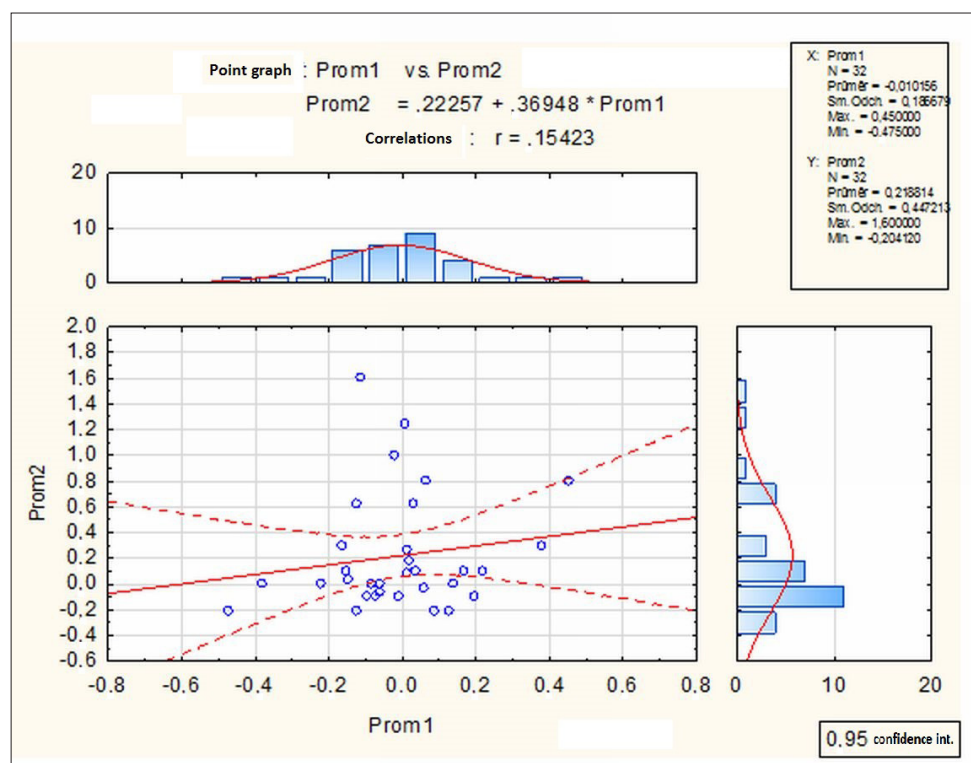 Point graph : Prom1 vs. Prom2
Prom2 = .22257 + .36948 * Prom1
Correlations : r = .15423
X: Prom1
N = 32
Průměr = -0,010156
Sm.Odch. = 0,186679
Max. = 0,450000
Min. = -0.475000
Y: Prom2
N = 32
Průměr = 0,218814
Sm.Odch. = 0,447213
Max. = 1,600000
Min. = -0,204120
20
10
0
2.0
1.8
1.6
1.4
1.2
1.0
0.8
0.6
0.4
0.2
0.0
-0.2
-0.4
-0.6
Prom2
-0.8 -0.6 -0.4 -0.2 0.0 0.2 0.4 0.6 0.8
Prom1
0 10 20
0.95 confidence int.